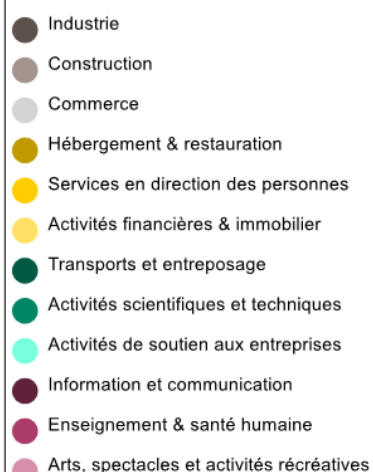 Industrie
Construction
Commerce
Hébergement & restauration
Services en direction des personnes
Activités financières & immobilier
Transports et entreposage
Activités scientifiques et techniques
Activités de soutien aux entreprises
Information et communication
Enseignement & santé humaine
Arts, spectacles et activités récréatives